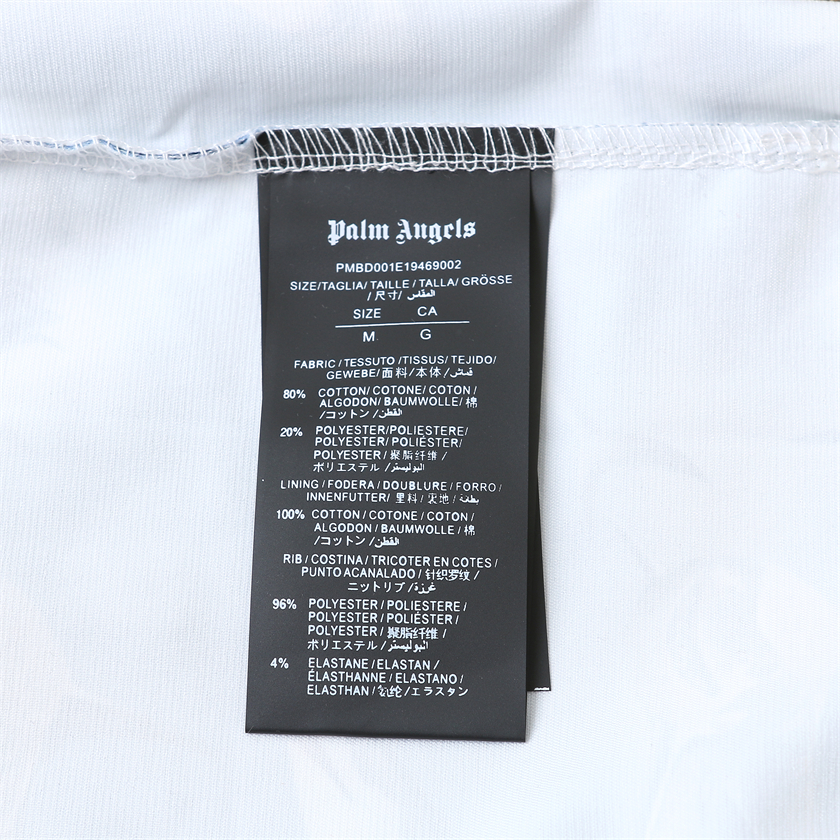 Palm Angels
PMBD001E19469002
SIZE/TAGLIA/TAILLE/TALLA/GRÖSSE
/尺寸/ المقاس
SIZE CA
M G
FABRIC/TESSUTO/TISSUS/TEJIDO/
GEWEBE/面料/本体/ قماش
80% COTTON/COTONE/COTON/
ALGODON/BAUMWOLLE/棉
/コットン/القطن
20% POLYESTER/POLIESTERE/
POLYESTER/POLIÉSTER/
POLYESTER/聚脂纤维/
ポリエステル/البوليستر
LINING/FODERA/DOUBLURE/FORRO/
INNENFUTTER/里料/裏地/بطانة
100% COTTON/COTONE/COTON/
ALGODON/BAUMWOLLE/棉
/コットン/القطن
RIB/COSTINA/TRICOTER EN COTES/
PUNTO ACANALADO/针织罗纹/
ニットリブ/غرزة
96% POLYESTER/POLIESTERE/
POLYESTER/POLIÉSTER/
POLYESTER/聚脂纤维/
ポリエステル/البوليستر
4% ELASTANE/ELASTAN/
ÉLASTHANNE/ELASTANO/
ELASTHAN/氨纶/エラスタン